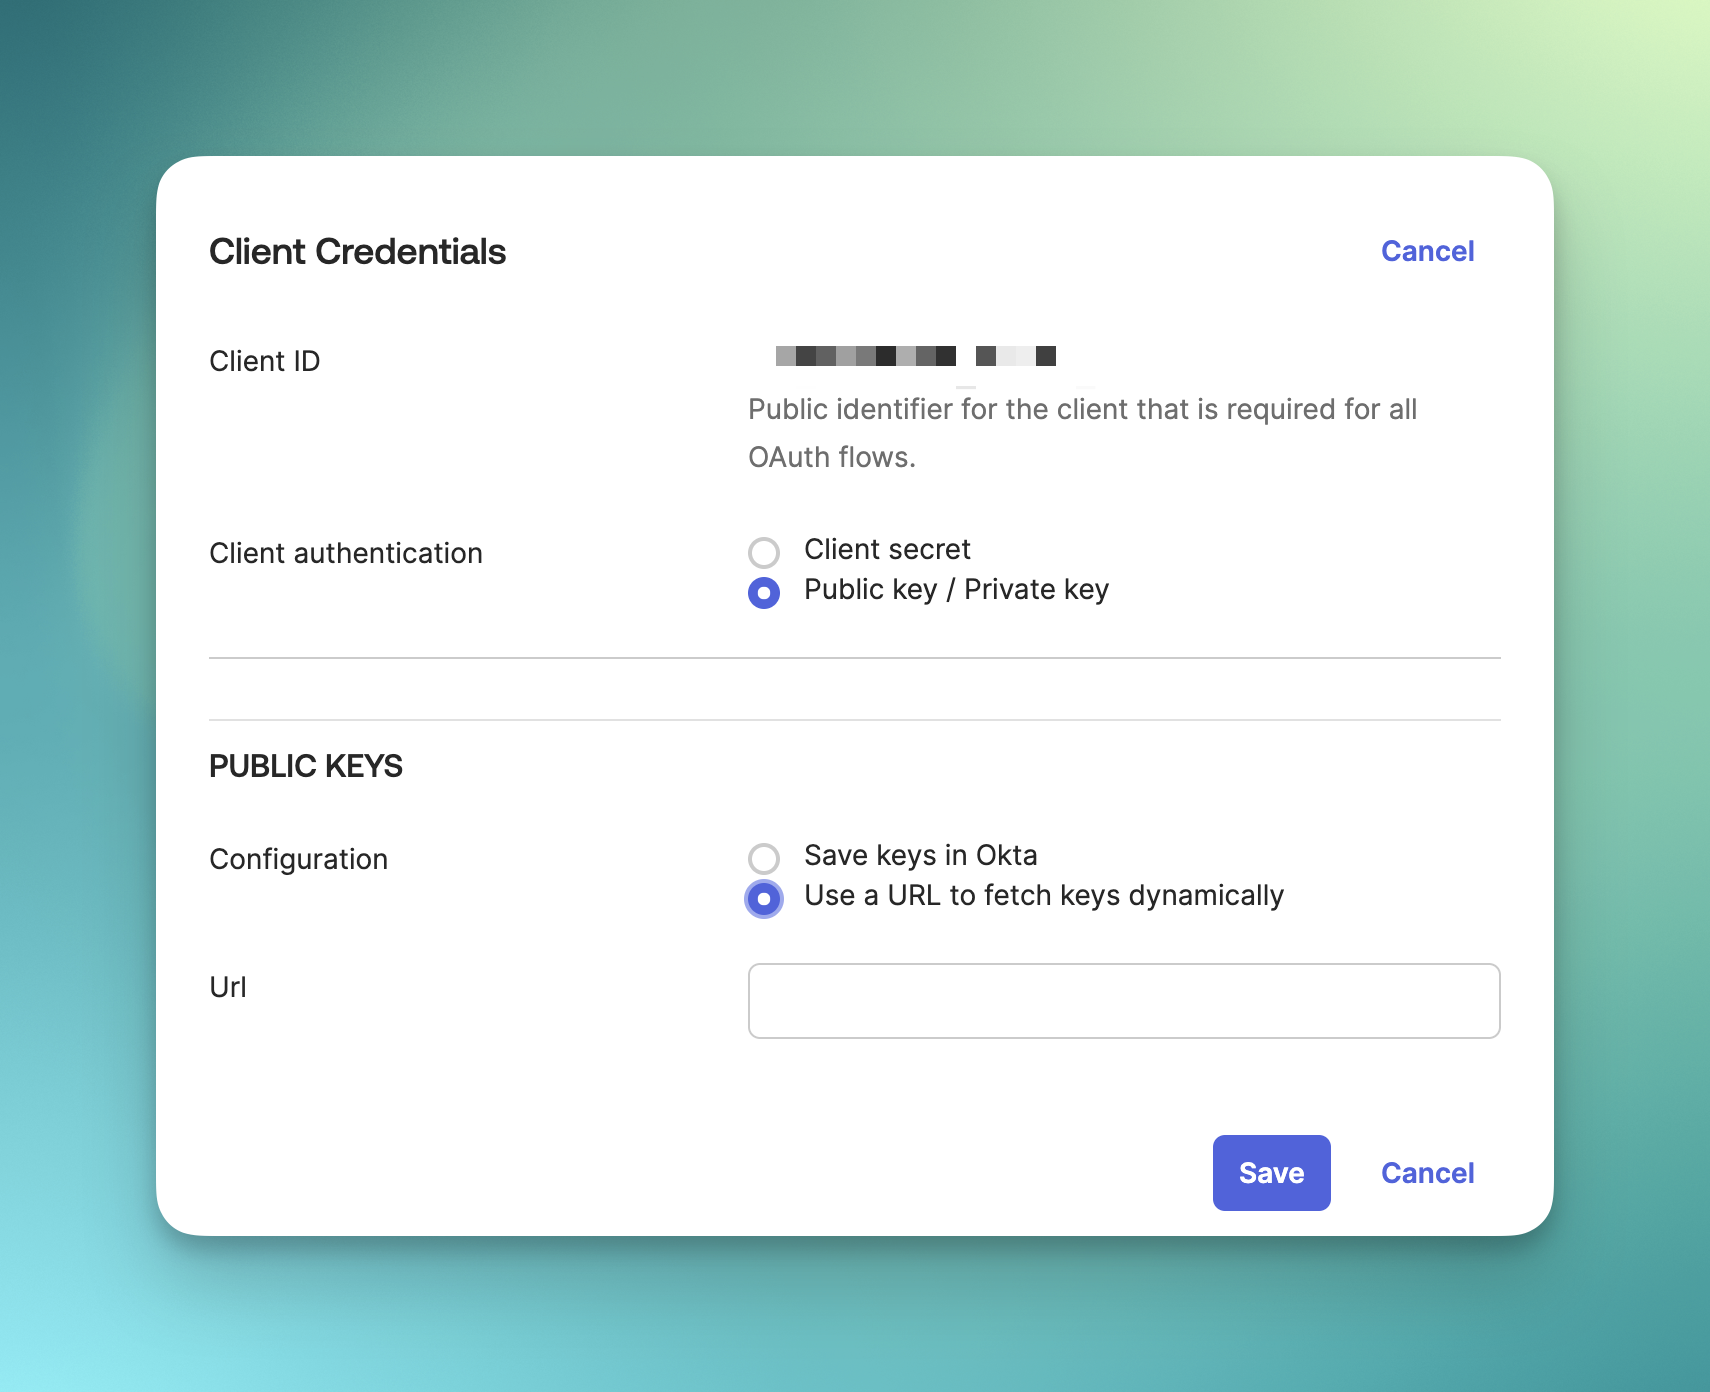 Client Credentials
Cancel
Client ID
Public identifier for the client that is required for all
OAuth flows.
Client authentication
Client secret
Public key / Private key
PUBLIC KEYS
Configuration
Save keys in Okta
Use a URL to fetch keys dynamically
Url
Save
Cancel